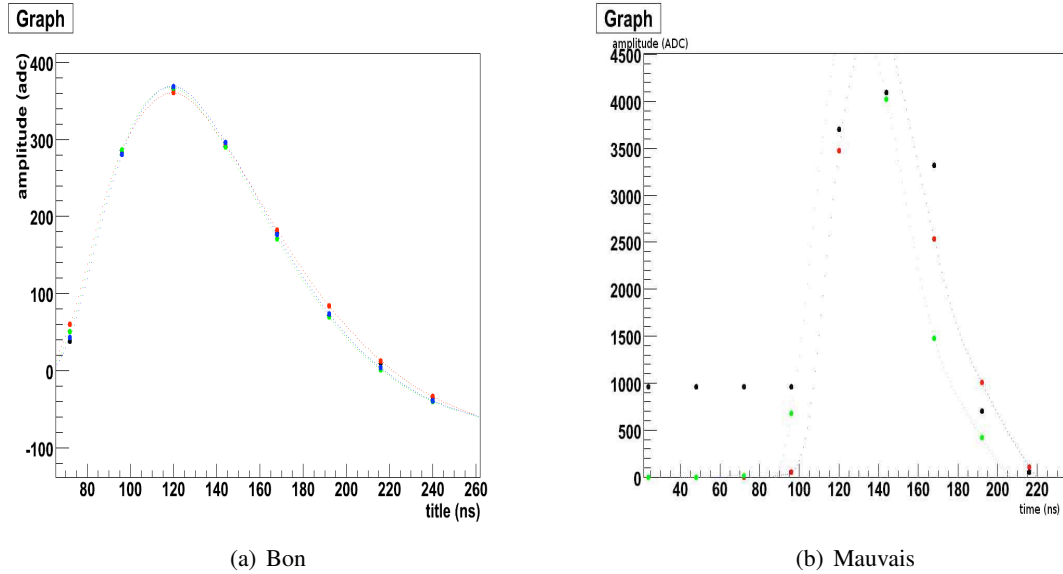 Graph
amplitude (adc)
400
300
200
100
0
-100
80 100 120 140 160 180 200 220 240 260
title (ns)
(a) Bon
Graph
amplitude (ADC)
4500
4000
3500
3000
2500
2000
1500
1000
500
0
40 60 80 100 120 140 160 180 200 220
time (ns)
(b) Mauvais